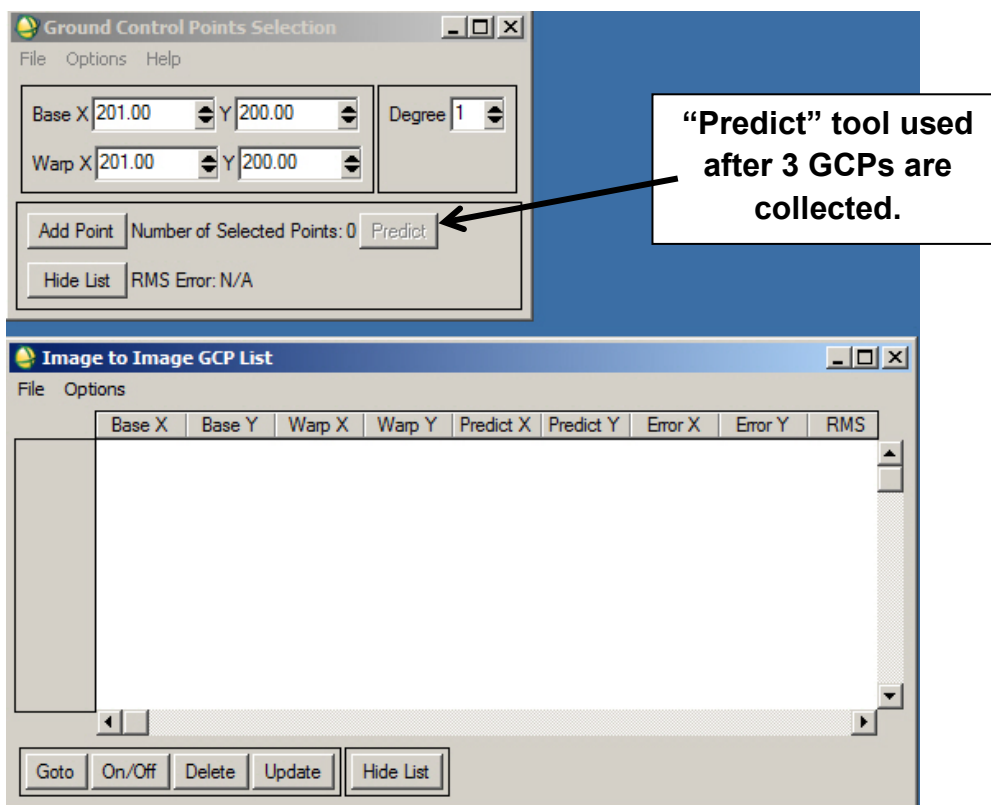 Ground Control Points Selection
File Options Help
Base X 201.00 Y 200.00 Degree 1
Warp X 201.00 Y 200.00
Add Point Number of Selected Points: 0 Predict
Hide List RMS Error: N/A
“Predict” tool used
after 3 GCPs are
collected.
Image to Image GCP List
File Options
Base X Base Y Warp X Warp Y Predict X Predict Y Error X Error Y RMS
Goto On/Off Delete Update Hide List